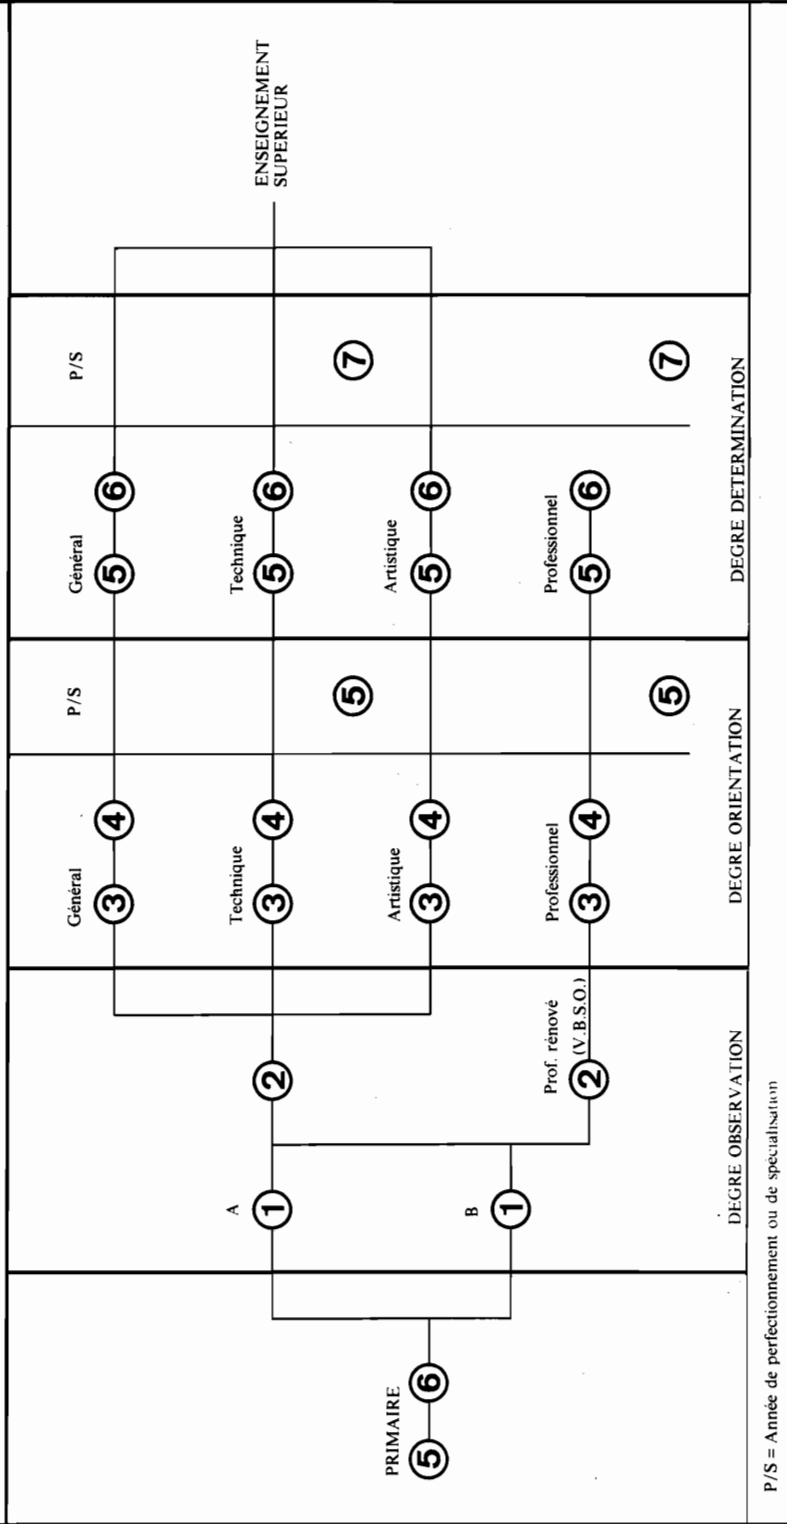 PRIMAIRE
5 6
A
1
B
1
2
Prof. rénové
(V.B.S.O.)
2
DEGRE OBSERVATION
Général
3 4
Technique
3 4
Artistique
3 4
Professionnel
3 4
P/S
5
5
DEGRE ORIENTATION
Général
5 6
Technique
5 6
Artistique
5 6
Professionnel
5 6
P/S
7
7
DEGRE DETERMINATION
ENSEIGNEMENT
SUPERIEUR
P/S = Année de perfectionnement ou de spécialisation